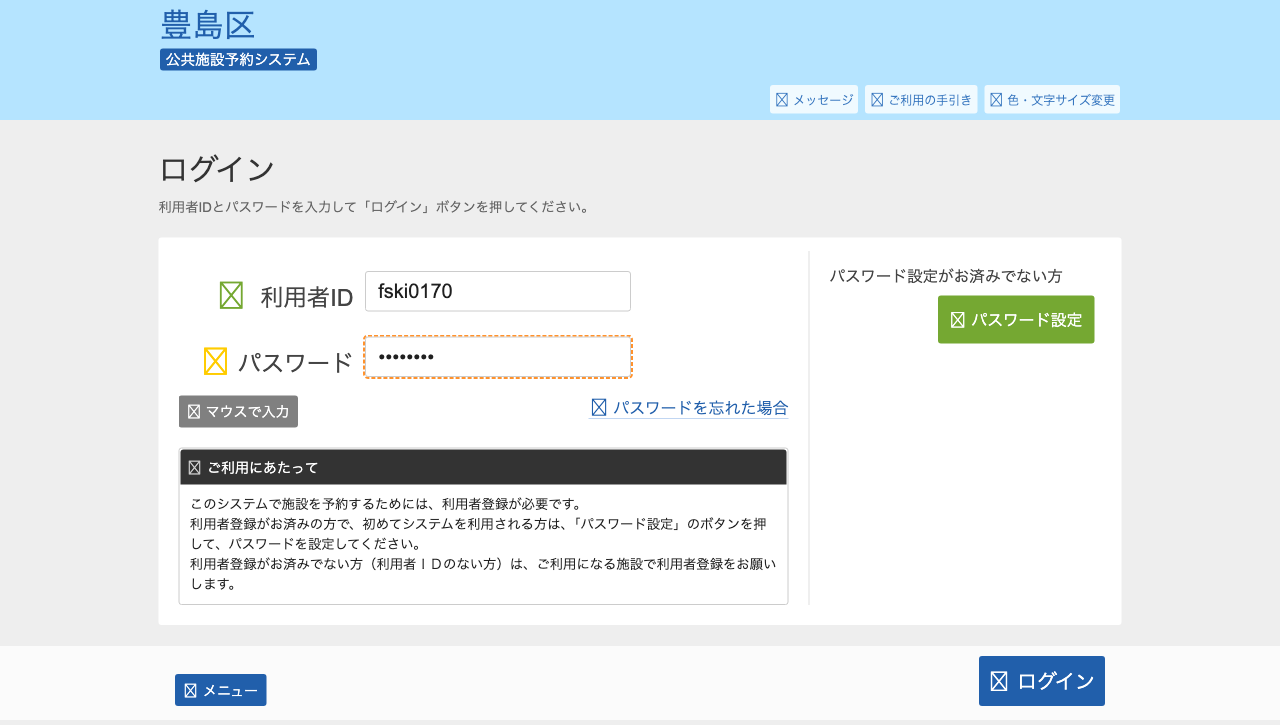 豊島区
公共施設予約システム
メッセージ
ご利用の手引き
色・文字サイズ変更
ログイン
利用者IDとパスワードを入力して「ログイン」ボタンを押してください。
利用者ID
fski0170
パスワード
••••••••
マウスで入力
パスワードを忘れた場合
ご利用にあたって
このシステムで施設を予約するためには、利用者登録が必要です。
利用者登録がお済みの方で、初めてシステムを利用される方は、「パスワード設定」のボタンを押
して、パスワードを設定してください。
利用者登録がお済みでない方（利用者ＩＤのない方）は、ご利用になる施設で利用者登録をお願い
します。
パスワード設定がお済みでない方
パスワード設定
メニュー
ログイン